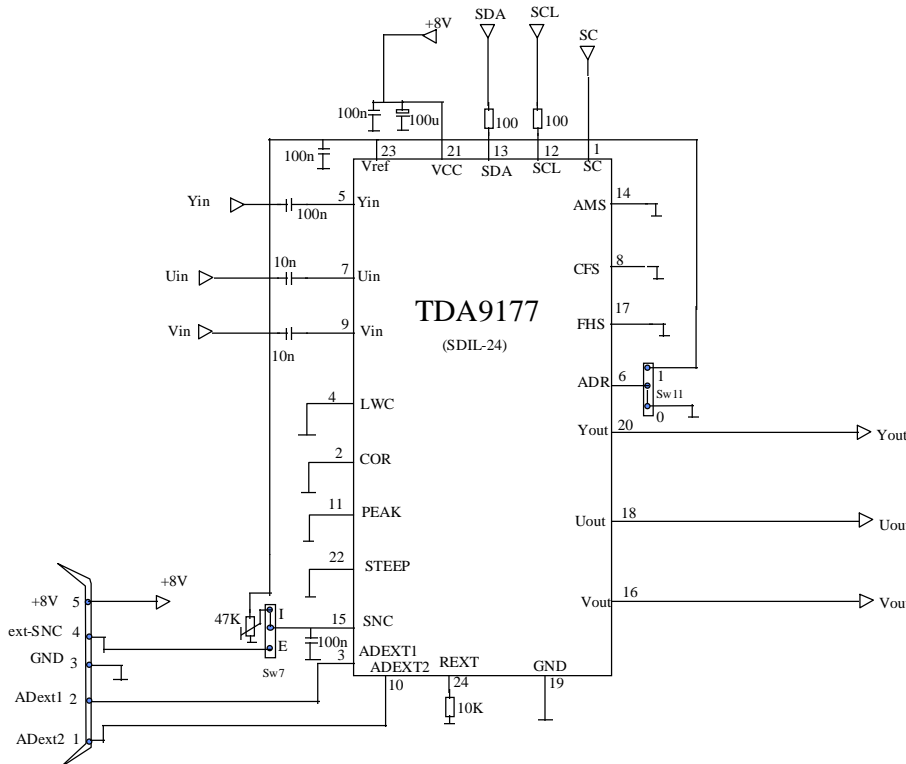 SDA
SCL
+8V
SC
100n
100u
100
100
100n
23
21
13
12
1
Vref
VCC
SDA
SCL
SC
14
Yin
5
Yin
AMS
100n
10n
8
Uin
7
Uin
CFS
TDA9177
17
Vin
9
Vin
FHS
(SDIL-24)
10n
ADR
6
1
4
Sw11
LWC
0
20
Yout
Yout
2
COR
11
PEAK
18
Uout
Uout
22
STEEP
+8V
16
+8V
5
Vout
Vout
47K
I
15
SNC
ext-SNC
4
E
100n
GND
3
3
ADEXT1
Sw7
ADEXT2
REXT
GND
10
24
19
ADext1
2
10K
ADext2
1